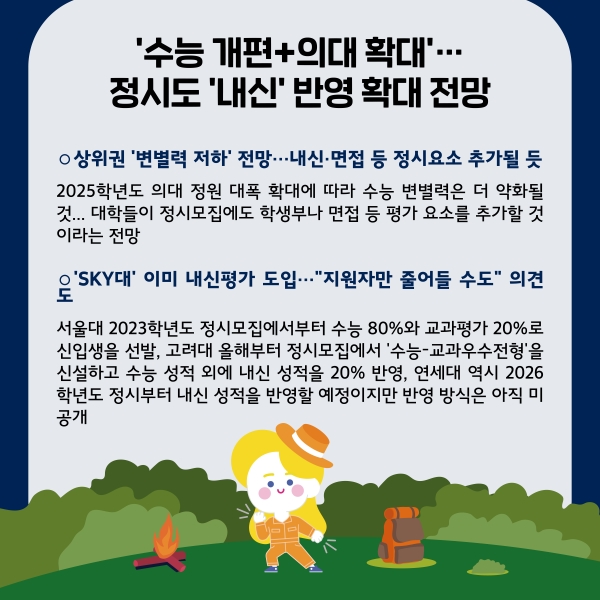 '수능 개편+의대 확대'…
정시도 '내신' 반영 확대 전망
○상위권 '변별력 저하' 전망…내신·면접 등 정시요소 추가될 듯
2025학년도 의대 정원 대폭 확대에 따라 수능 변별력은 더 약화될
것... 대학들이 정시모집에도 학생부나 면접 등 평가 요소를 추가할 것
이라는 전망
○'SKY대' 이미 내신평가 도입…"지원자만 줄어들 수도" 의견
도
서울대 2023학년도 정시모집에서부터 수능 80%와 교과평가 20%로
신입생을 선발, 고려대 올해부터 정시모집에서 '수능-교과우수전형'을
신설하고 수능 성적 외에 내신 성적을 20% 반영, 연세대 역시 2026
학년도 정시부터 내신 성적을 반영할 예정이지만 반영 방식은 아직 미
공개